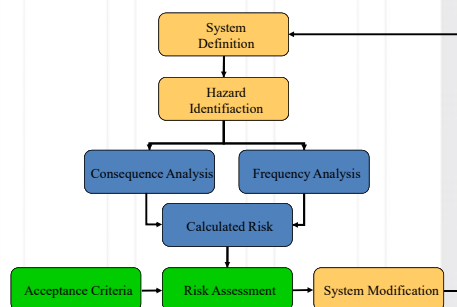 System
Definition
Hazard
Identifiaction
Consequence Analysis
Frequency Analysis
Calculated Risk
Acceptance Criteria
Risk Assessment
System Modification